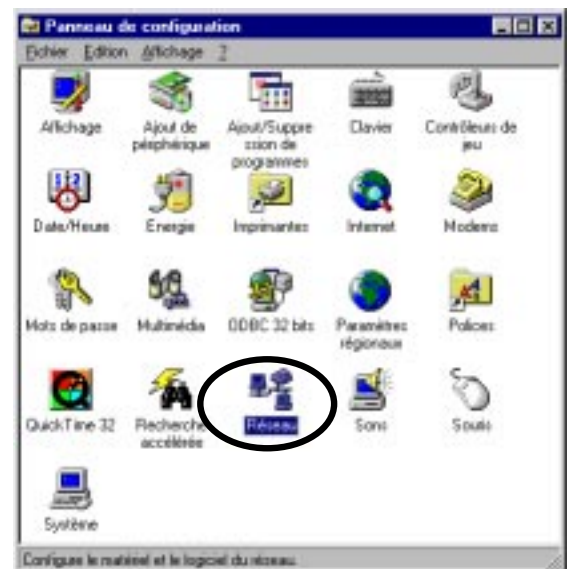 Panneau de configuration
Fichier Edition Affichage ?
Affichage
Ajout de
périphérique
Ajout/Suppre
ssion de
programmes
Clavier
Contrôleurs de
jeu
Date/Heure
Energie
Imprimantes
Internet
Modems
Mots de passe
Multimédia
ODBC 32 bits
Paramètres
régionaux
Polices
QuickTime 32
Recherche
accélérée
Réseau
Sons
Souris
Système
Configure le matériel et le logiciel du réseau.